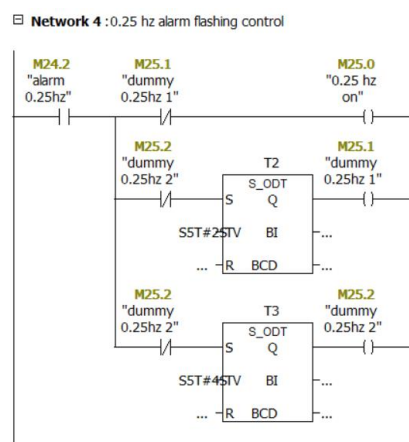 Network 4 : 0.25 hz alarm flashing control
M24.2 M25.1 M25.0
"alarm "dummy "0.25 hz
0.25hz" 0.25hz 1" on"
M25.2 M25.1
"dummy T2 "dummy
0.25hz 2" S_ODT 0.25hz 1"
S Q
S5T#2S TV BI ...
... R BCD ...
M25.2 M25.2
"dummy T3 "dummy
0.25hz 2" S_ODT 0.25hz 2"
S Q
S5T#4S TV BI ...
... R BCD ...